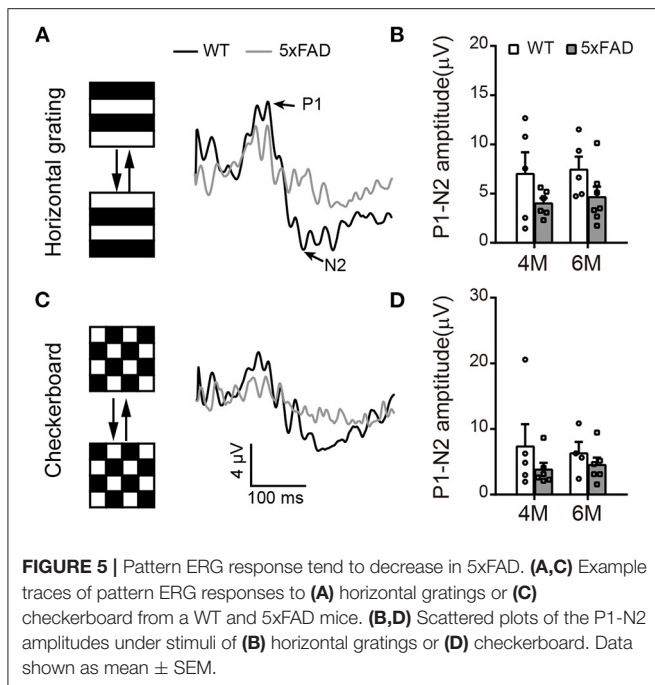 A
WT
5xFAD
Horizontal grating
P1
N2
B
WT 5xFAD
P1-N2 amptitude(μV)
20
15
10
5
0
4M 6M
C
Checkerboard
4 μV
100 ms
D
P1-N2 amptitude(μV)
30
20
10
0
4M 6M
FIGURE 5 | Pattern ERG response tend to decrease in 5xFAD. (A,C) Example
traces of pattern ERG responses to (A) horizontal gratings or (C)
checkerboard from a WT and 5xFAD mice. (B,D) Scattered plots of the P1-N2
amplitudes under stimuli of (B) horizontal gratings or (D) checkerboard. Data
shown as mean ± SEM.